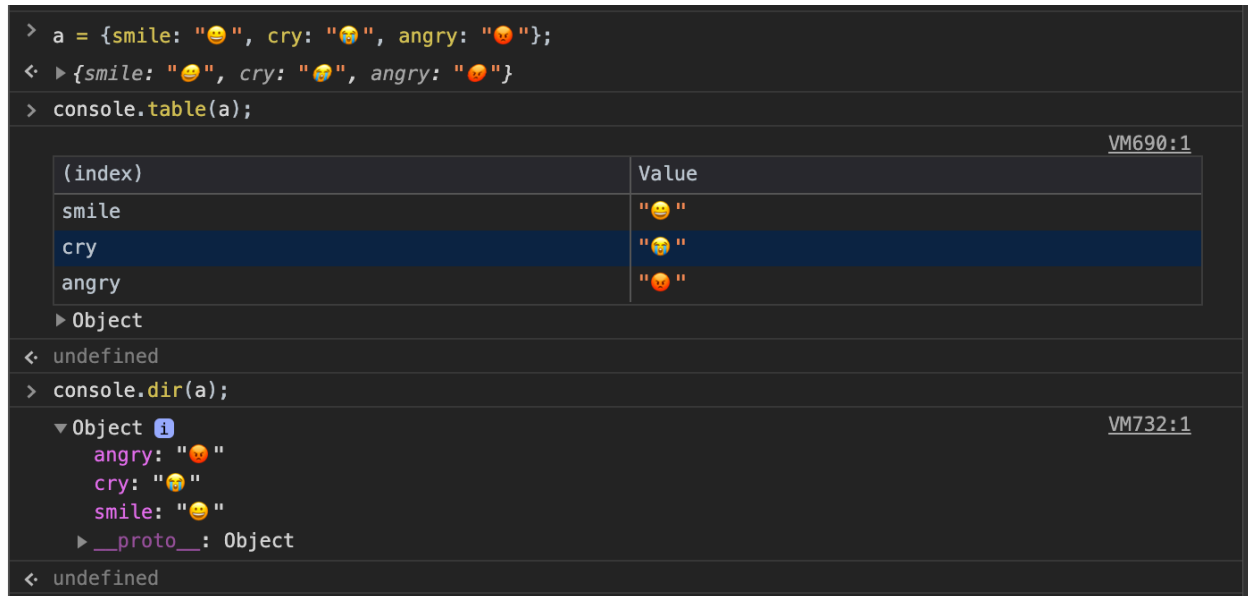 > a = {smile: "😀", cry: "😭", angry: "😡"};
<· ▶{smile: "😀", cry: "😭", angry: "😡"}
> console.table(a);
VM690:1
(index) Value
smile "😀"
cry "😭"
angry "😡"
▶Object
<· undefined
> console.dir(a);
▼Object i VM732:1
angry: "😡"
cry: "😭"
smile: "😀"
▶__proto__: Object
<· undefined